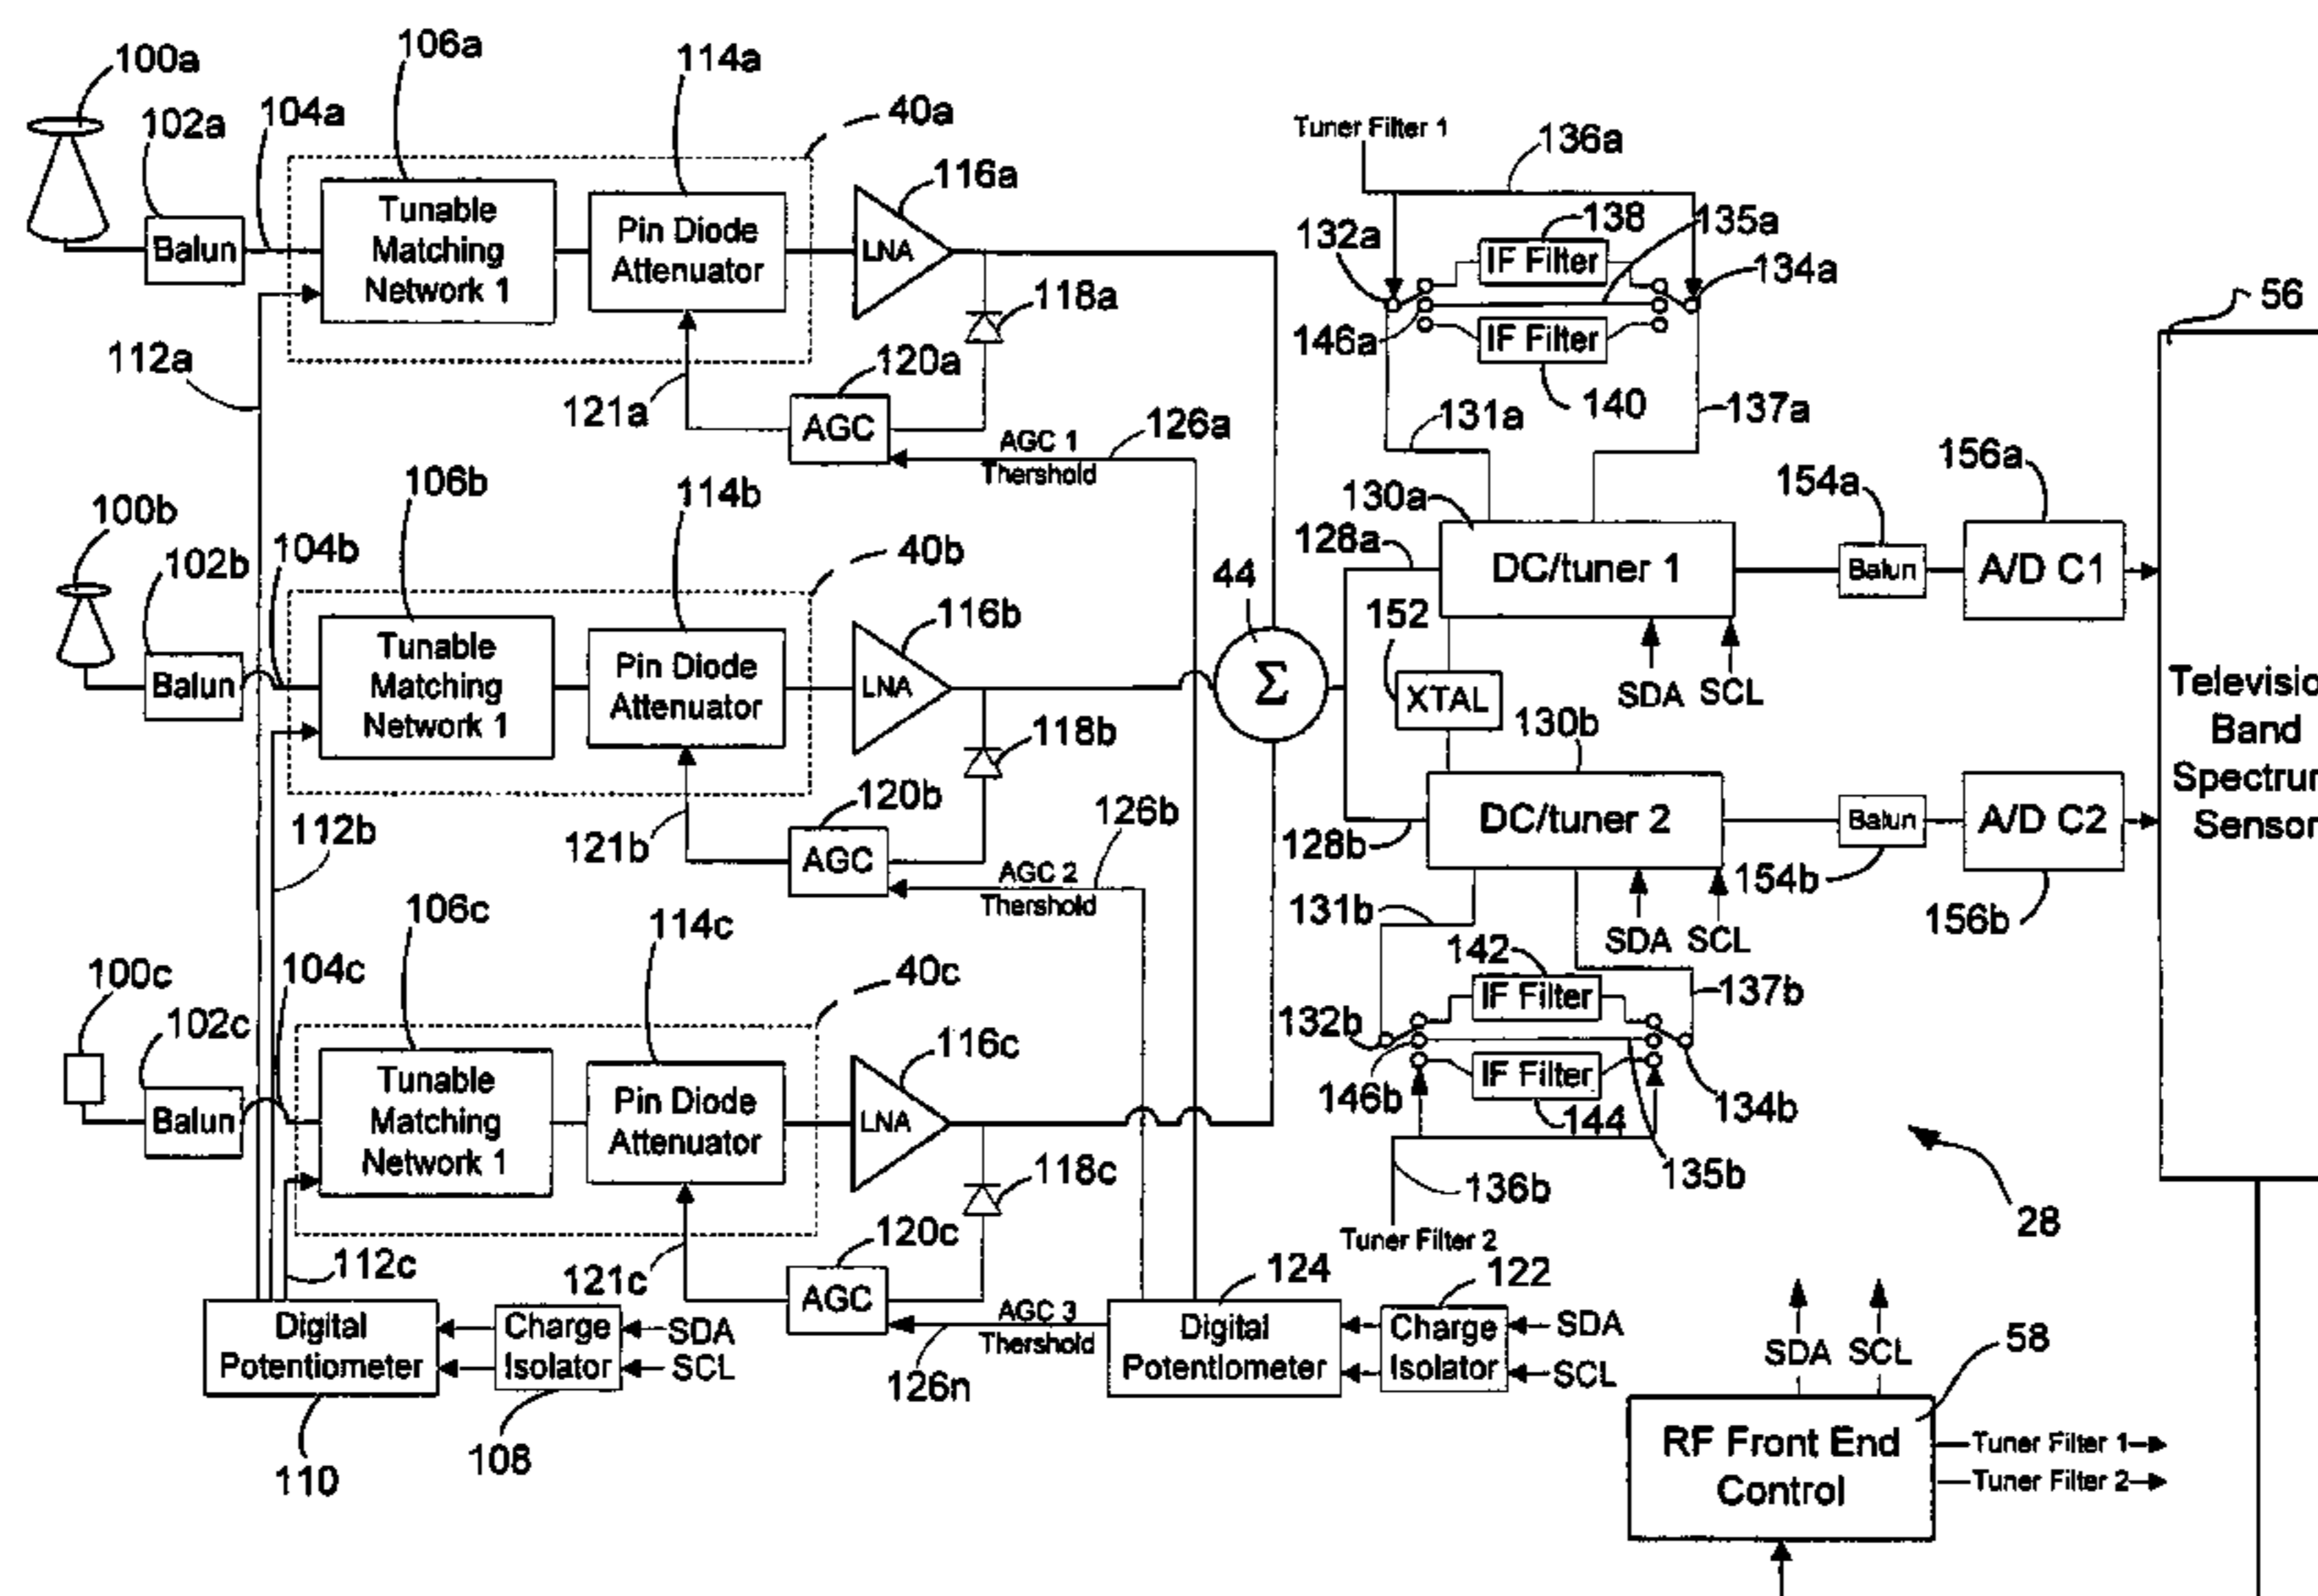 100a
106a
114a
102a
104a
40a
Tuner Filter 1
136a
116a
Tunable
Matching
Network 1
Pin Diode
Attenuator
LNA
Balun
132a
138
135a
IF Filter
134a
118a
56
146a
IF Filter
112a
120a
140
137a
121a
AGC
126a
131a
AGC 1
Thershold
156a
106b
114b
130a
154a
100b
102b
104b
40b
128a
44
DC/tuner 1
Balun
A/D C1
116b
152
Tunable
Matching
Network 1
Pin Diode
Attenuator
LNA
Balun
Σ
XTAL
SDA
SCL
130b
118b
Televisio
Band
Spectrum
Sensor
120b
126b
112b
121b
AGC
128b
DC/tuner 2
Balun
A/D C2
AGC 2
Thershold
154b
106c
114c
131b
156b
SDA
SCL
142
100c
104c
40c
102c
IF Filter
137b
132b
116c
Tunable
Matching
Network 1
Pin Diode
Attenuator
LNA
Balun
IF Filter
146b
144
134b
118c
135b
136b
28
120c
Tuner Filter 2
112c
121c
124
122
AGC
AGC 3
Thershold
Digital
Potentiometer
Charge
Isolator
SDA
SCL
126n
Digital
Potentiometer
Charge
Isolator
SDA
SCL
110
108
SDA
SCL
58
RF Front End
Control
Tuner Filter 1
Tuner Filter 2